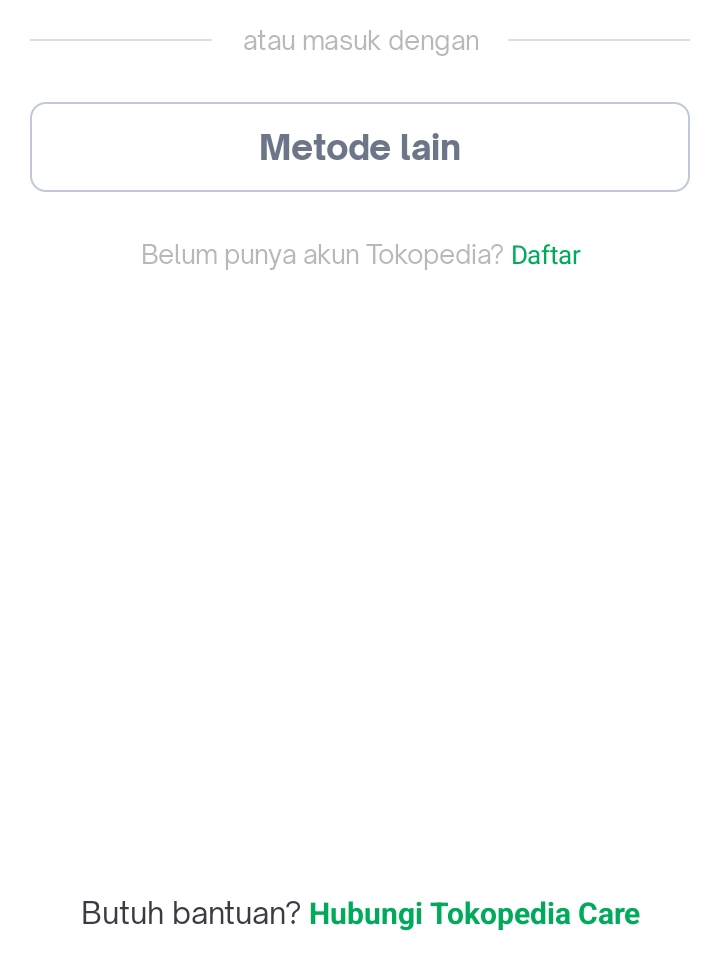 atau masuk dengan
Metode lain
Belum punya akun Tokopedia? Daftar
Butuh bantuan? Hubungi Tokopedia Care